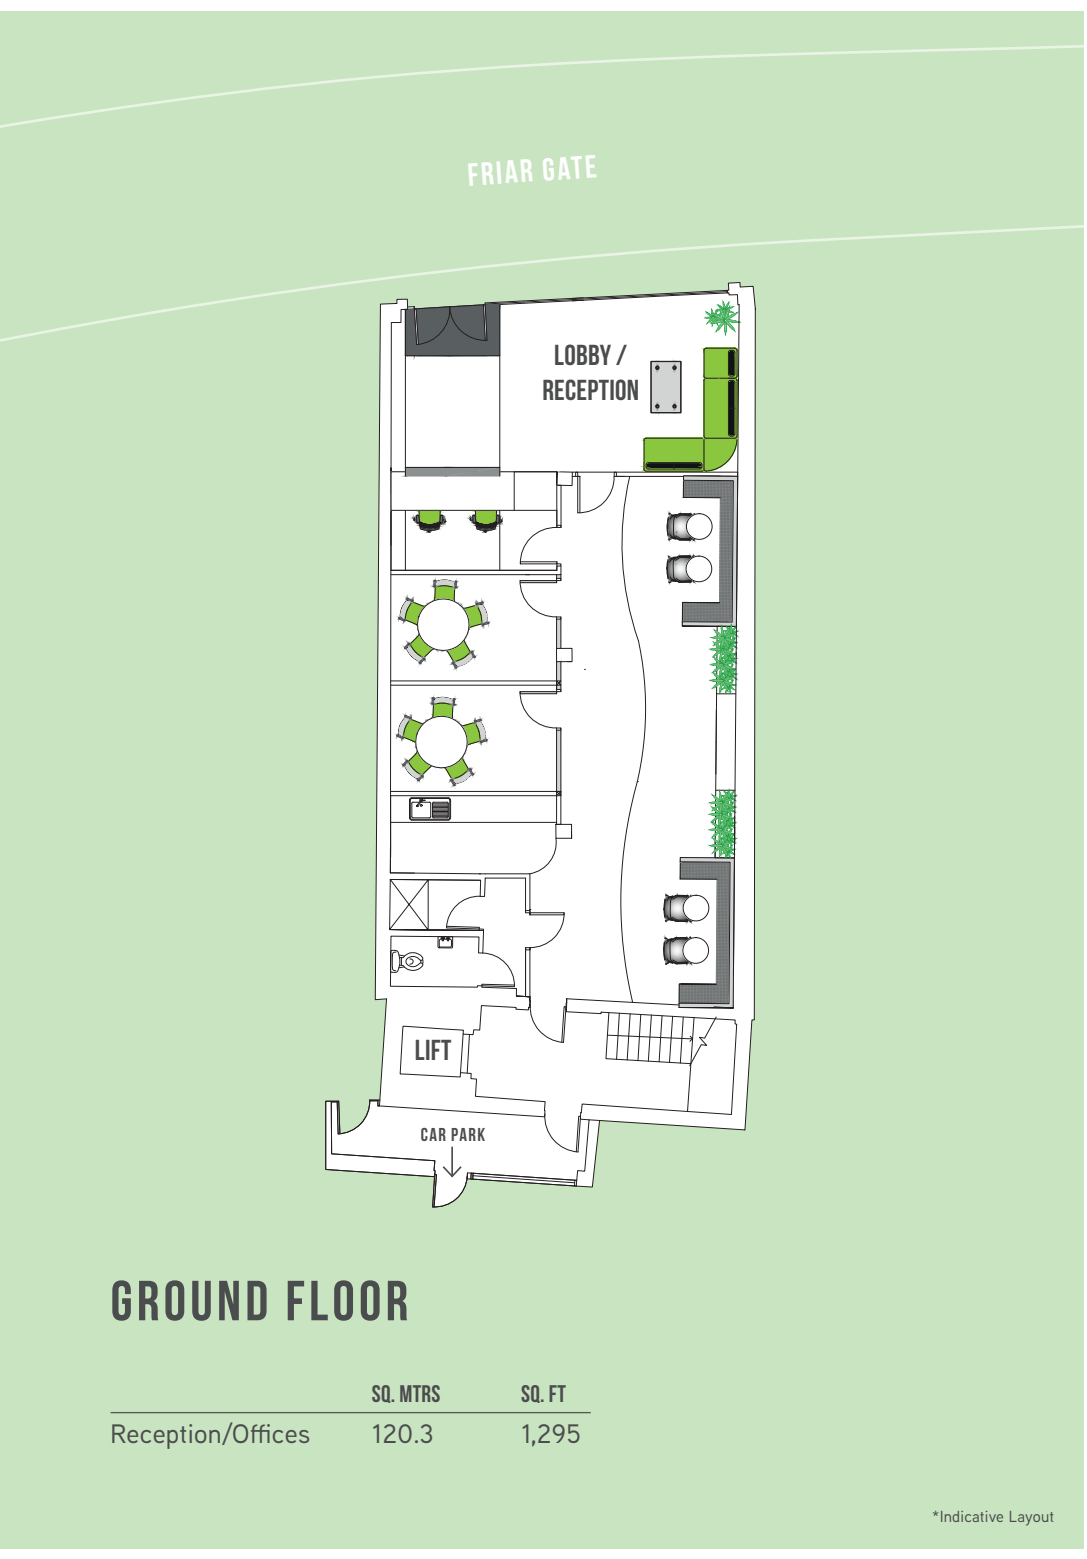 FRIAR GATE
LOBBY /
RECEPTION
LIFT
CAR PARK
GROUND FLOOR
SQ. MTRS SQ. FT
Reception/Offices 120.3 1,295
*Indicative Layout